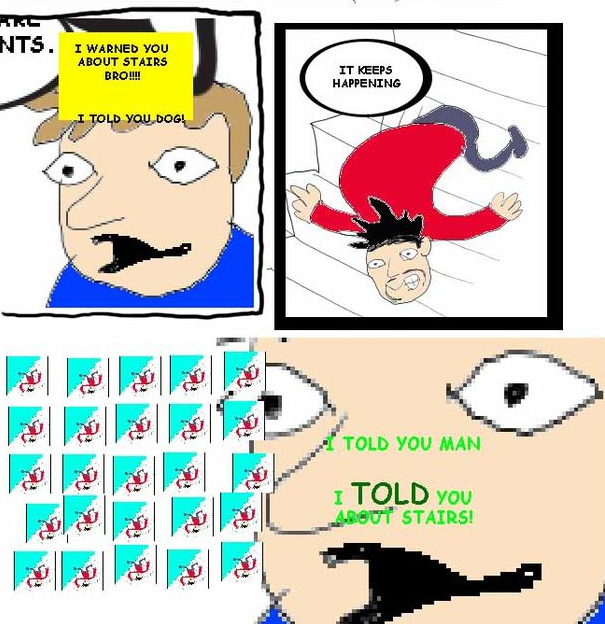 NTS.
I WARNED YOU
ABOUT STAIRS
BRO!!!!
I TOLD YOU DOG!
IT KEEPS
HAPPENING
I TOLD YOU MAN
I TOLD YOU
ABOUT STAIRS!